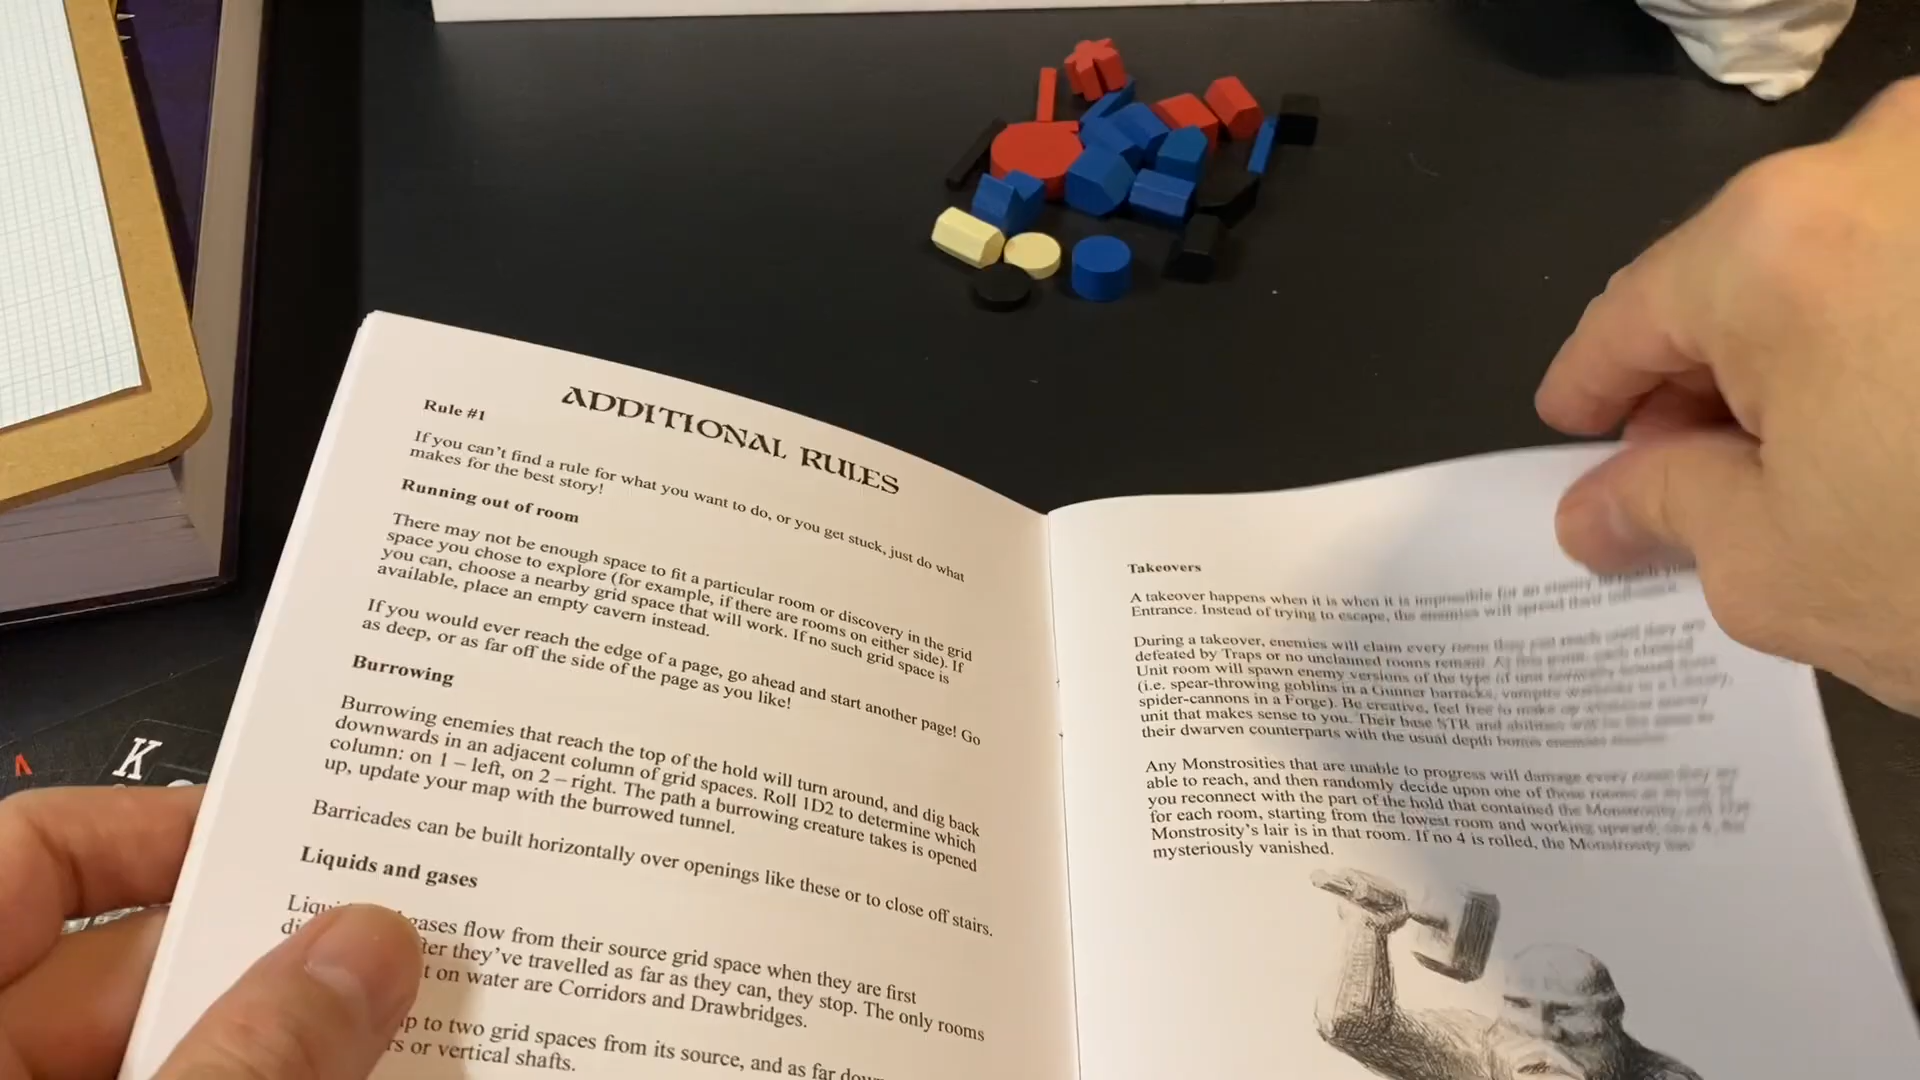 ADDITIONAL RULES
Rule #1
If you can't find a rule for what you want to do, or you get stuck, just do what
makes for the best story!
Running out of room
There may not be enough space to fit a particular room or discovery in the grid
space you chose to explore (for example, if there are rooms on either side). If
you can, choose a nearby grid space that will work. If no such grid space is
available, place an empty cavern instead.
If you would ever reach the edge of a page, go ahead and start another page! Go
as deep, or as far off the side of the page as you like!
Burrowing
Burrowing enemies that reach the top of the hold will turn around, and dig back
downwards in an adjacent column of grid spaces. Roll 1D2 to determine which
column: on 1 – left, on 2 – right. The path a burrowing creature takes is opened
up, update your map with the burrowed tunnel.
Barricades can be built horizontally over openings like these or to close off stairs.
Liquids and gases
gases flow from their source grid space when they are first
they've travelled as far as they can, they stop. The only rooms
on water are Corridors and Drawbridges.
to two grid spaces from its source, and as far
or vertical shafts.
Takeovers
A takeover happens when it is when it is impossible for an enemy to reach
Entrance. Instead of trying to escape, the enemies will spread their influence.
During a takeover, enemies will claim every room they can reach until they are
defeated by Traps or no unclaimed rooms remain. At this point, each claimed
Unit room will spawn enemy versions of the type of unit normally
(i.e. spear-throwing goblins in a Gunner barracks, vampire in a Library,
spider-cannons in a Forge). Be creative, feel free to make up whatever enemy
unit that makes sense to you. Their base STR and abilities will be the same as
their dwarven counterparts with the usual depth bonus enemies
Any Monstrosities that are unable to progress will damage every room they are
able to reach, and then randomly decide upon one of those rooms
you reconnect with the part of the hold that contained the Monstrosity,
for each room, starting from the lowest room and working upward, on a 4, the
Monstrosity's lair is in that room. If no 4 is rolled, the Monstrosity has
mysteriously vanished.
K